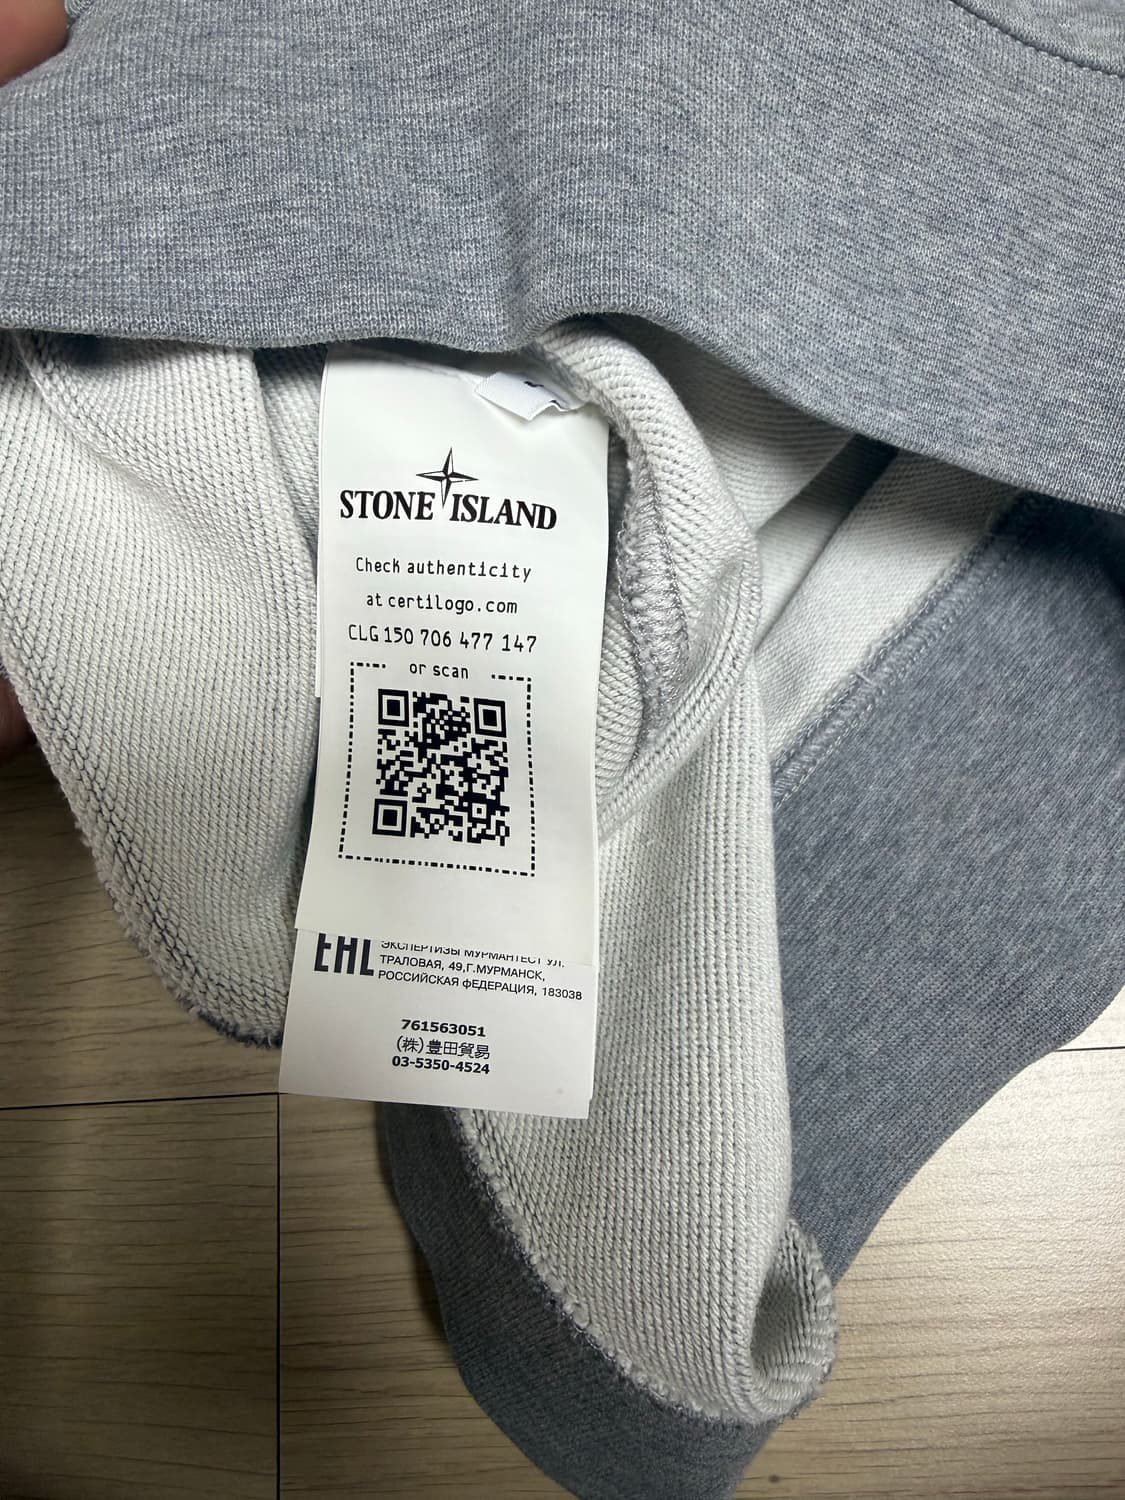 STONE ISLAND
Check authenticity
at certilogo.com
CLG 150 706 477 147
or scan
EAC
ЭКСПЕРТИЗЫ МУРМАНТЕСТ УЛ.
ТРАЛОВАЯ, 49,Г.МУРМАНСК,
РОССИЙСКАЯ ФЕДЕРАЦИЯ, 183038
761563051
(株)豊田貿易
03-5350-4524